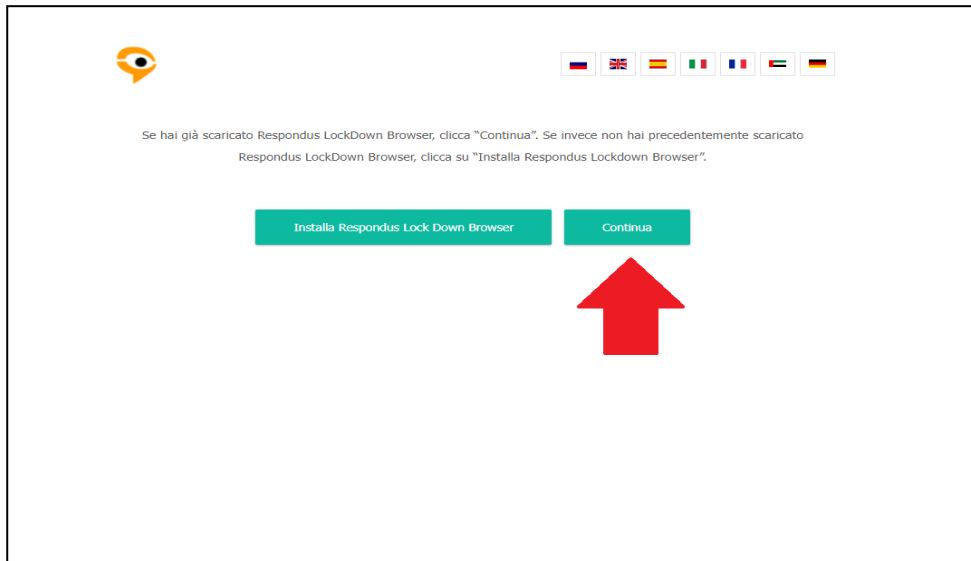 Se hai già scaricato Respondus LockDown Browser, clicca “Continua”. Se invece non hai precedentemente scaricato
Respondus LockDown Browser, clicca su “Installa Respondus Lockdown Browser”.
Installa Respondus Lock Down Browser
Continua